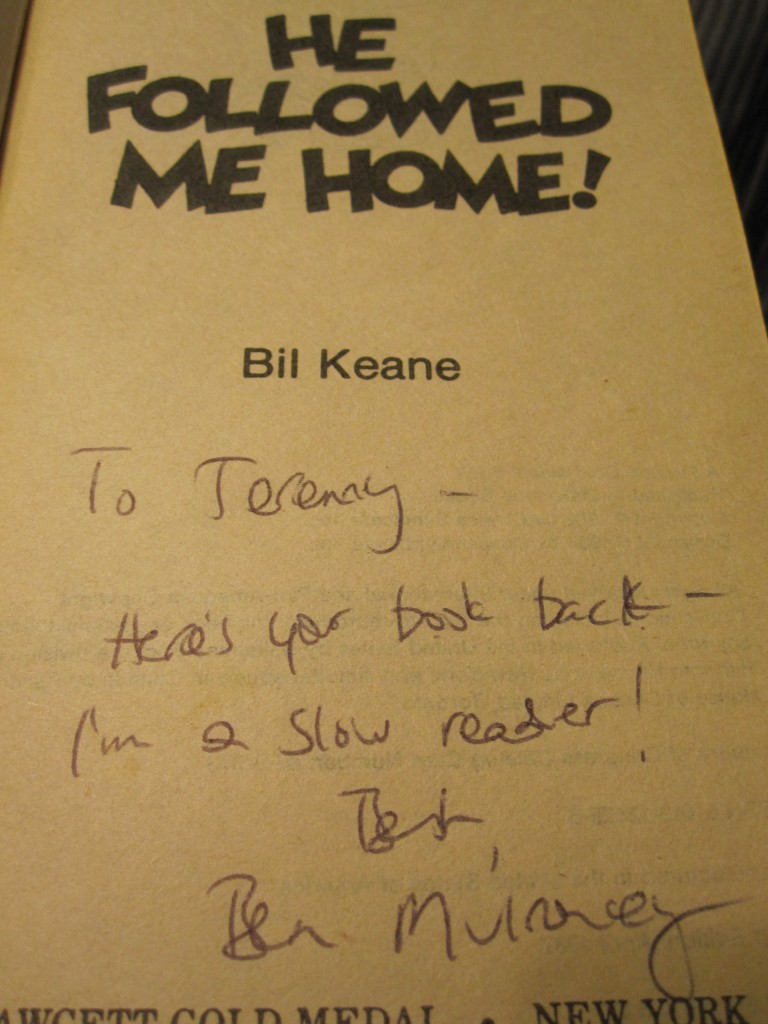 HE
FOLLOWED
ME HOME!
Bil Keane
To Jeremy –
Here's your book back –
I'm a slow reader!
Best,
Ben Mulroney
AWCETT GOLD MEDAL • NEW YORK